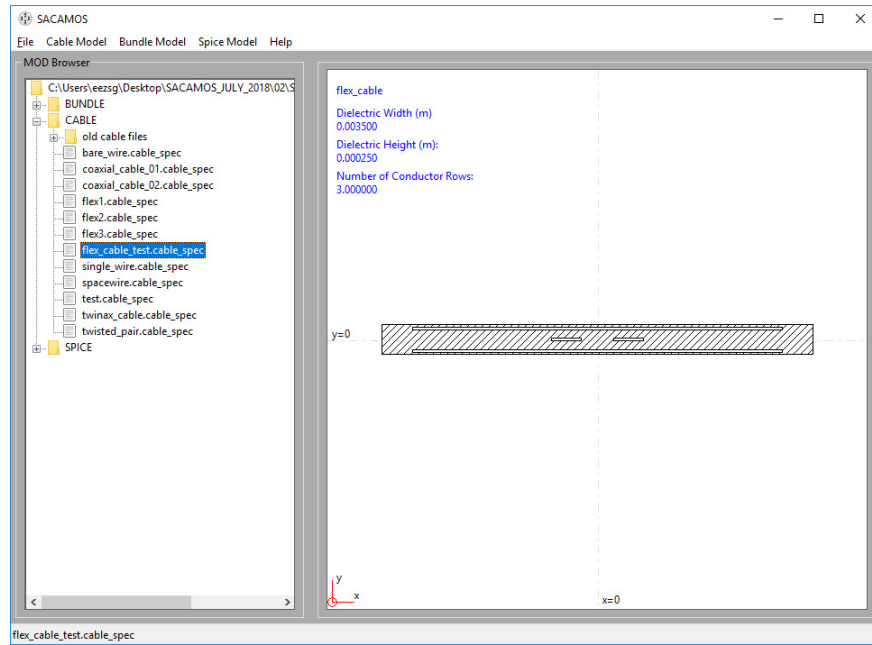 SACAMOS
File Cable Model Bundle Model Spice Model Help
MOD Browser
C:\Users\eezsg\Desktop\SACAMOS_JULY_2018\02\S
BUNDLE
CABLE
old cable files
bare_wire.cable_spec
coaxial_cable_01.cable_spec
coaxial_cable_02.cable_spec
flex1.cable_spec
flex2.cable_spec
flex3.cable_spec
flex_cable_test.cable_spec
single_wire.cable_spec
spacewire.cable_spec
test.cable_spec
twinax_cable.cable_spec
twisted_pair.cable_spec
SPICE
flex_cable
Dielectric Width (m)
0.003500
Dielectric Height (m):
0.000250
Number of Conductor Rows:
3.000000
y=0
y
x
x=0
flex_cable_test.cable_spec